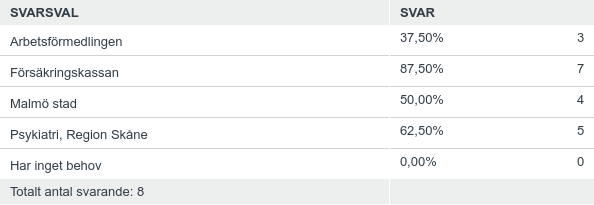 SVARSVAL SVAR
Arbetsförmedlingen 37,50% 3
Försäkringskassan 87,50% 7
Malmö stad 50,00% 4
Psykiatri, Region Skåne 62,50% 5
Har inget behov 0,00% 0
Totalt antal svarande: 8